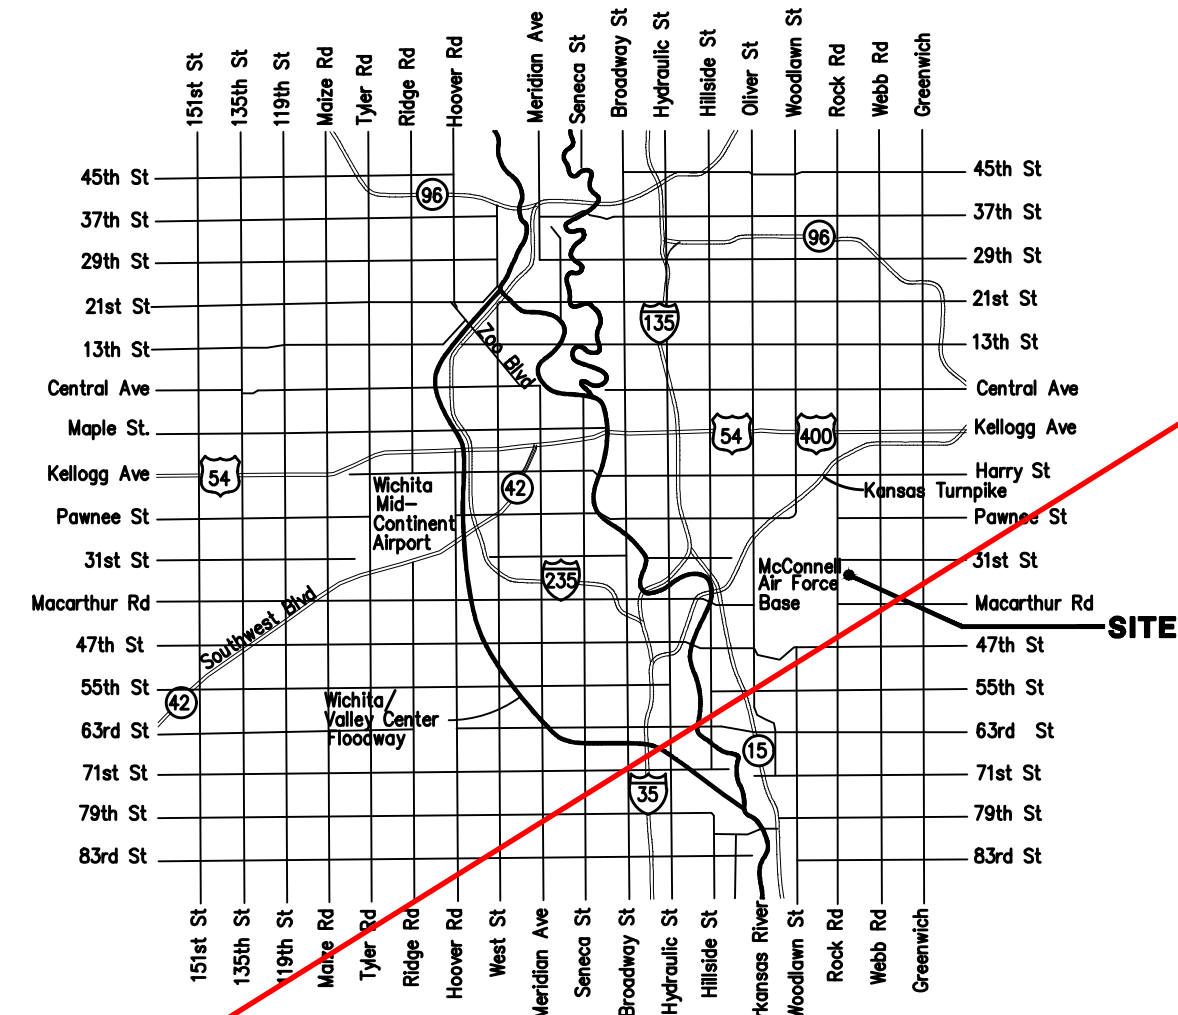 151st St
135th St
119th St
Maize Rd
Tyler Rd
Ridge Rd
Hoover Rd
Meridian Ave
Seneca St
Broadway St
Hydraulic St
Hillside St
Oliver St
Woodlawn St
Rock Rd
Webb Rd
Greenwich
45th St
45th St
96
37th St
37th St
96
29th St
29th St
21st St
21st St
135
13th St
13th St
Zoo Blvd
Central Ave
Central Ave
Maple St.
54
400
Kellogg Ave
Kellogg Ave
54
Harry St
42
Wichita
Mid-
Continent
Airport
Kansas Turnpike
Pawnee St
Pawnee St
31st St
31st St
235
McConnell
Air Force
Base
Macarthur Rd
Macarthur Rd
SITE
Southwest Blvd
47th St
47th St
55th St
55th St
42
Wichita/
Valley Center
Floodway
63rd St
63rd St
15
71st St
71st St
35
79th St
79th St
83rd St
83rd St
151st St
135th St
119th St
Maize Rd
Tyler Rd
Ridge Rd
Hoover Rd
West St
Meridian Ave
Seneca St
Broadway St
Hydraulic St
Hillside St
rkansas River
Woodlawn St
Rock Rd
Webb Rd
Greenwich